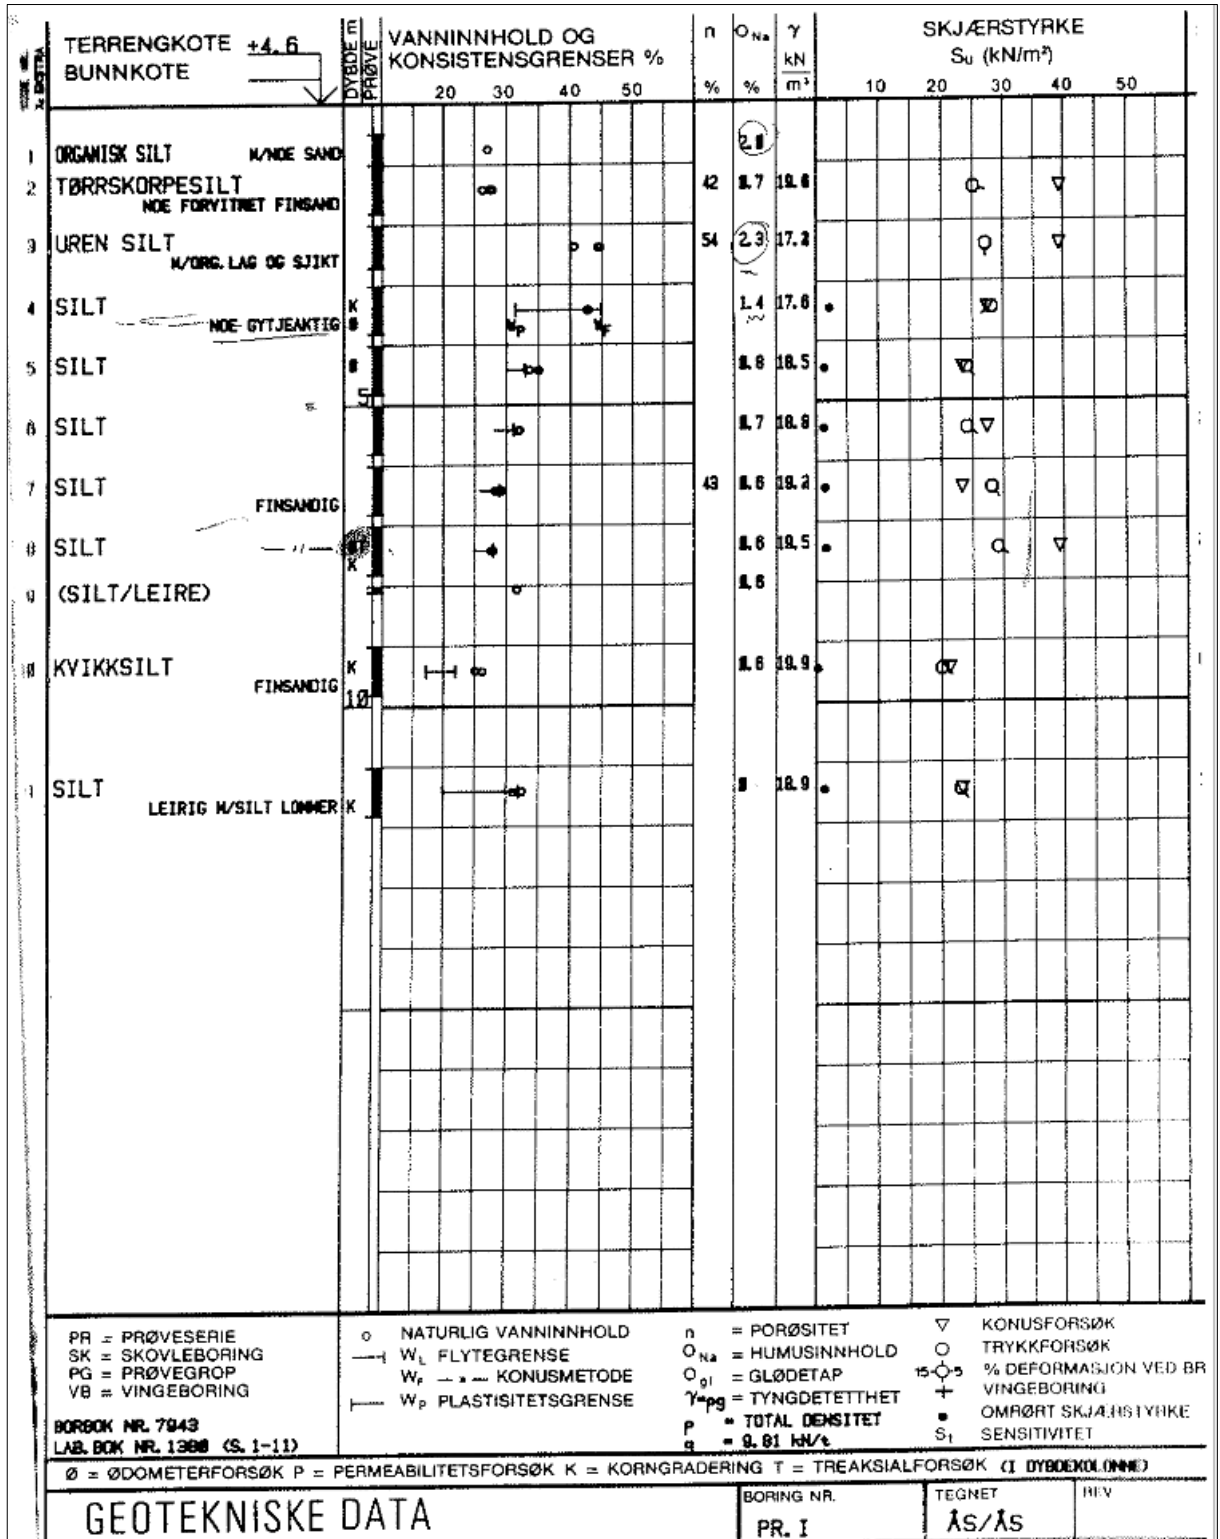 TERRENGKOTE +4.6
BUNNKOTE
DYBDE m
PRØVE
VANNINNHOLD OG
KONSISTENSGRENSER %
20 30 40 50
n
%
O Na
%
γ
kN
m³
SKJÆRSTYRKE
Su (kN/m²)
10 20 30 40 50
1 ORGANISK SILT M/NOE SAND
2 TØRRSKORPESILT 42 19.6
NOE FORVITRET FINSAND
3 UREN SILT 54 2.3 17.2
M/ORG.LAG OG SJIKT
4 SILT K 1.4 17.6
NOE GYTJEAKTIG
WP WF
5 SILT 18.5
5
6 SILT 18.8
7 SILT 43 19.2
FINSANDIG
8 SILT — " — 19.5
K
9 (SILT/LEIRE)
KVIKKSILT K 19.9
FINSANDIG
10
SILT 18.9
LEIRIG M/SILT LOMMER K
PR = PRØVESERIE
SK = SKOVLEBORING
PG = PRØVEGROP
VB = VINGEBORING
BORBOK NR. 7943
LAB. BOK NR. (S. 1-11)
NATURLIG VANNINNHOLD
WL FLYTEGRENSE
WF KONUSMETODE
WP PLASTISITETSGRENSE
n = PORØSITET
O Na = HUMUSINNHOLD
O gl = GLØDETAP
γ=ρg = TYNGDETETTHET
ρ = TOTAL DENSITET
g = 9.81 kN/t
KONUSFORSØK
TRYKKFORSØK
15 5 % DEFORMASJON VED BR
VINGEBORING
OMRØRT SKJÆRSTYRKE
St SENSITIVITET
Ø = ØDOMETERFORSØK P = PERMEABILITETSFORSØK K = KORNGRADERING T = TREAKSIALFORSØK (I DYBDEKOLONNE)
GEOTEKNISKE DATA
BORING NR.
PR. I
TEGNET
ÅS/ÅS
REV